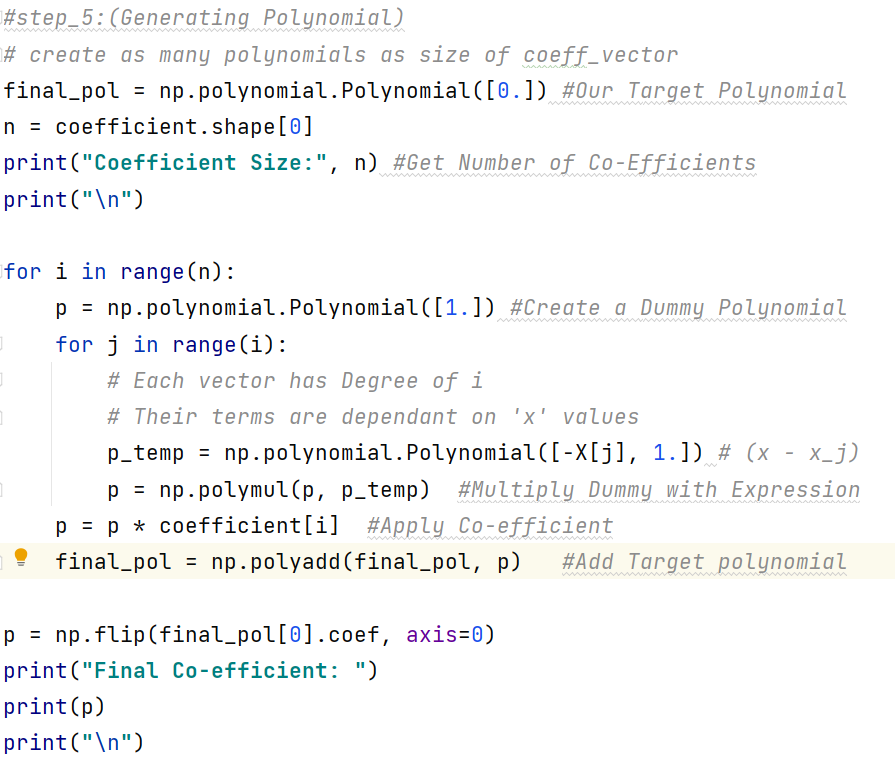 #step_5:(Generating Polynomial)
# create as many polynomials as size of coeff_vector
final_pol = np.polynomial.Polynomial([0.]) #Our Target Polynomial
n = coefficient.shape[0]
print("Coefficient Size:", n) #Get Number of Co-Efficients
print("\n")
for i in range(n):
    p = np.polynomial.Polynomial([1.]) #Create a Dummy Polynomial
    for j in range(i):
        # Each vector has Degree of i
        # Their terms are dependant on 'x' values
        p_temp = np.polynomial.Polynomial([-X[j], 1.]) # (x - x_j)
        p = np.polymul(p, p_temp)  #Multiply Dummy with Expression
    p = p * coefficient[i]  #Apply Co-efficient
    final_pol = np.polyadd(final_pol, p)   #Add Target polynomial
p = np.flip(final_pol[0].coef, axis=0)
print("Final Co-efficient: ")
print(p)
print("\n")